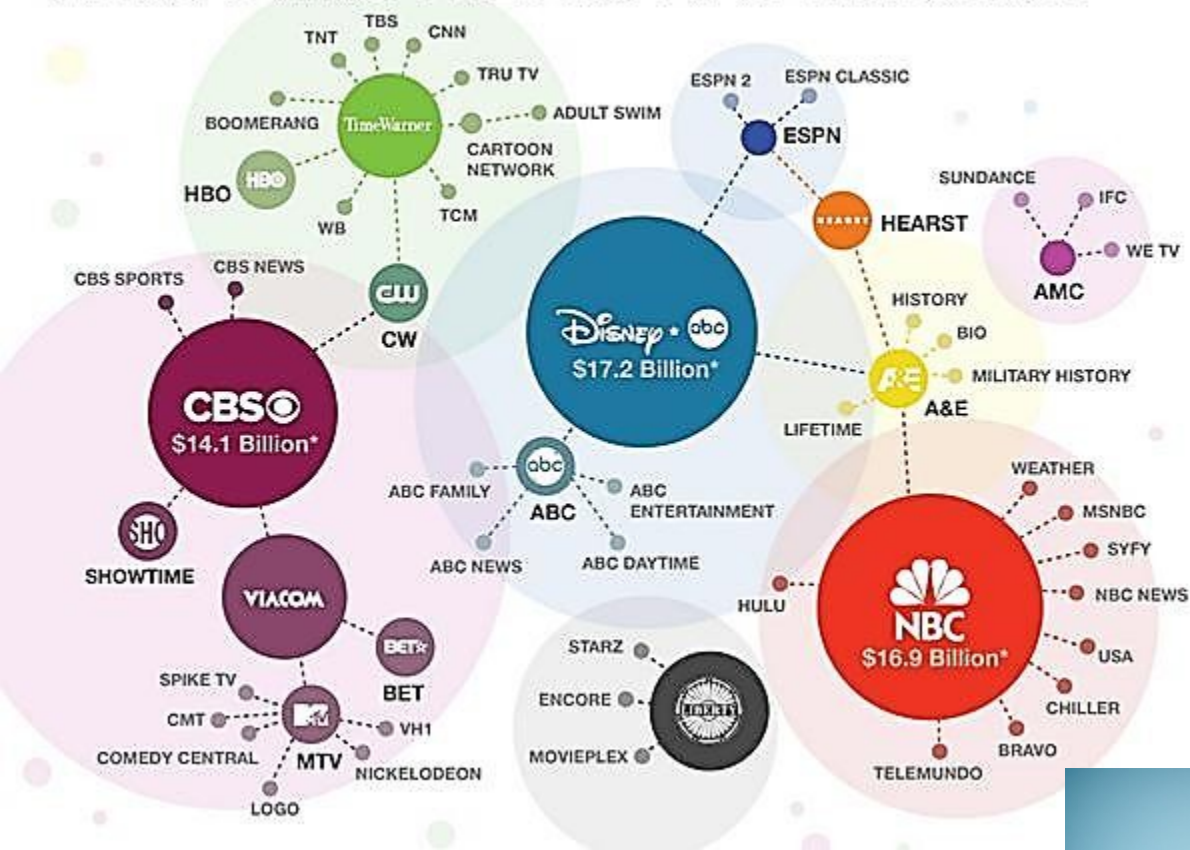 TBS
TNT
CNN
TRU TV
BOOMERANG
TimeWarner
ADULT SWIM
CARTOON
NETWORK
HBO
HBO
WB
TCM
ESPN 2
ESPN CLASSIC
ESPN
SUNDANCE
IFC
WE TV
AMC
HEARST
HEARST
CBS SPORTS
CBS NEWS
CW
CW
Disney • abc
$17.2 Billion*
HISTORY
BIO
A&E
MILITARY HISTORY
A&E
LIFETIME
CBS
$14.1 Billion*
abc
ABC FAMILY
ABC
ABC
ENTERTAINMENT
ABC NEWS
ABC DAYTIME
WEATHER
MSNBC
SYFY
NBC NEWS
HULU
NBC
$16.9 Billion*
USA
CHILLER
BRAVO
TELEMUNDO
SHO
SHOWTIME
VIACOM
BET
BET
SPIKE TV
CMT
COMEDY CENTRAL
MTV
VH1
NICKELODEON
LOGO
STARZ
ENCORE
LIBERTY
MOVIEPLEX